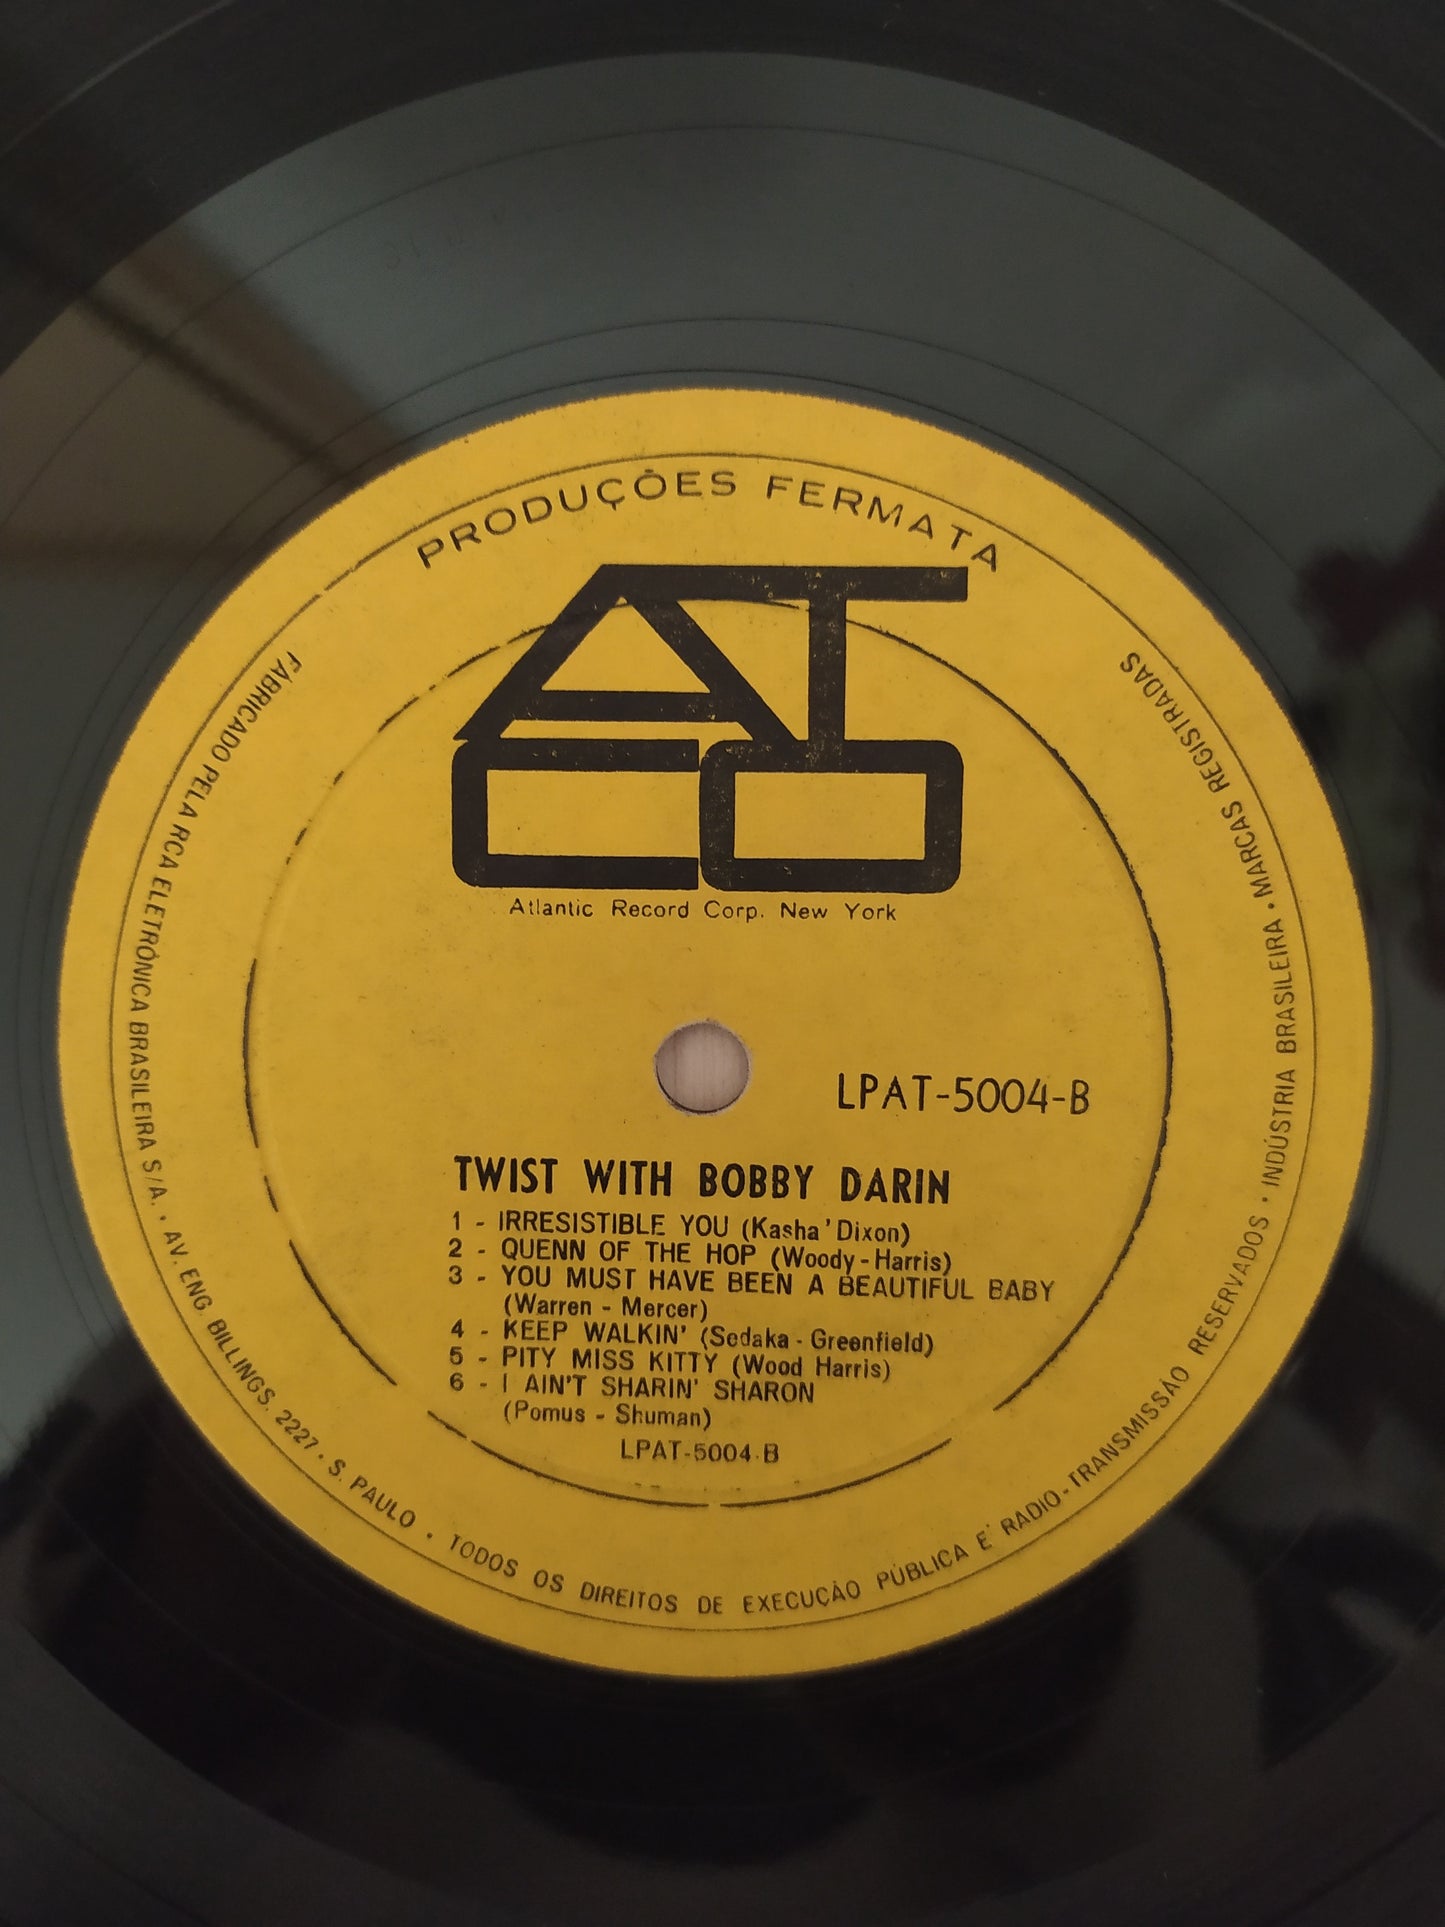 PRODUÇÕES FERMATA
ATCO
Atlantic Record Corp. New York
LPAT-5004-B
TWIST WITH BOBBY DARIN
1 - IRRESISTIBLE YOU (Kasha'Dixon)
2 - QUENN OF THE HOP (Woody-Harris)
3 - YOU MUST HAVE BEEN A BEAUTIFUL BABY
(Warren - Mercer)
4 - KEEP WALKIN' (Sedaka - Greenfield)
5 - PITY MISS KITTY (Wood Harris)
6 - I AIN'T SHARIN' SHARON
(Pomus - Shuman)
LPAT-5004-B
FABRICADO PELA RCA ELETRÔNICA BRASILEIRA S/A. • AV. ENG. BILLINGS, 2227 • S. PAULO • TODOS OS DIREITOS DE EXECUÇÃO PÚBLICA E RADIO-TRANSMISSÃO RESERVADOS • INDÚSTRIA BRASILEIRA • MARCAS REGISTRADAS